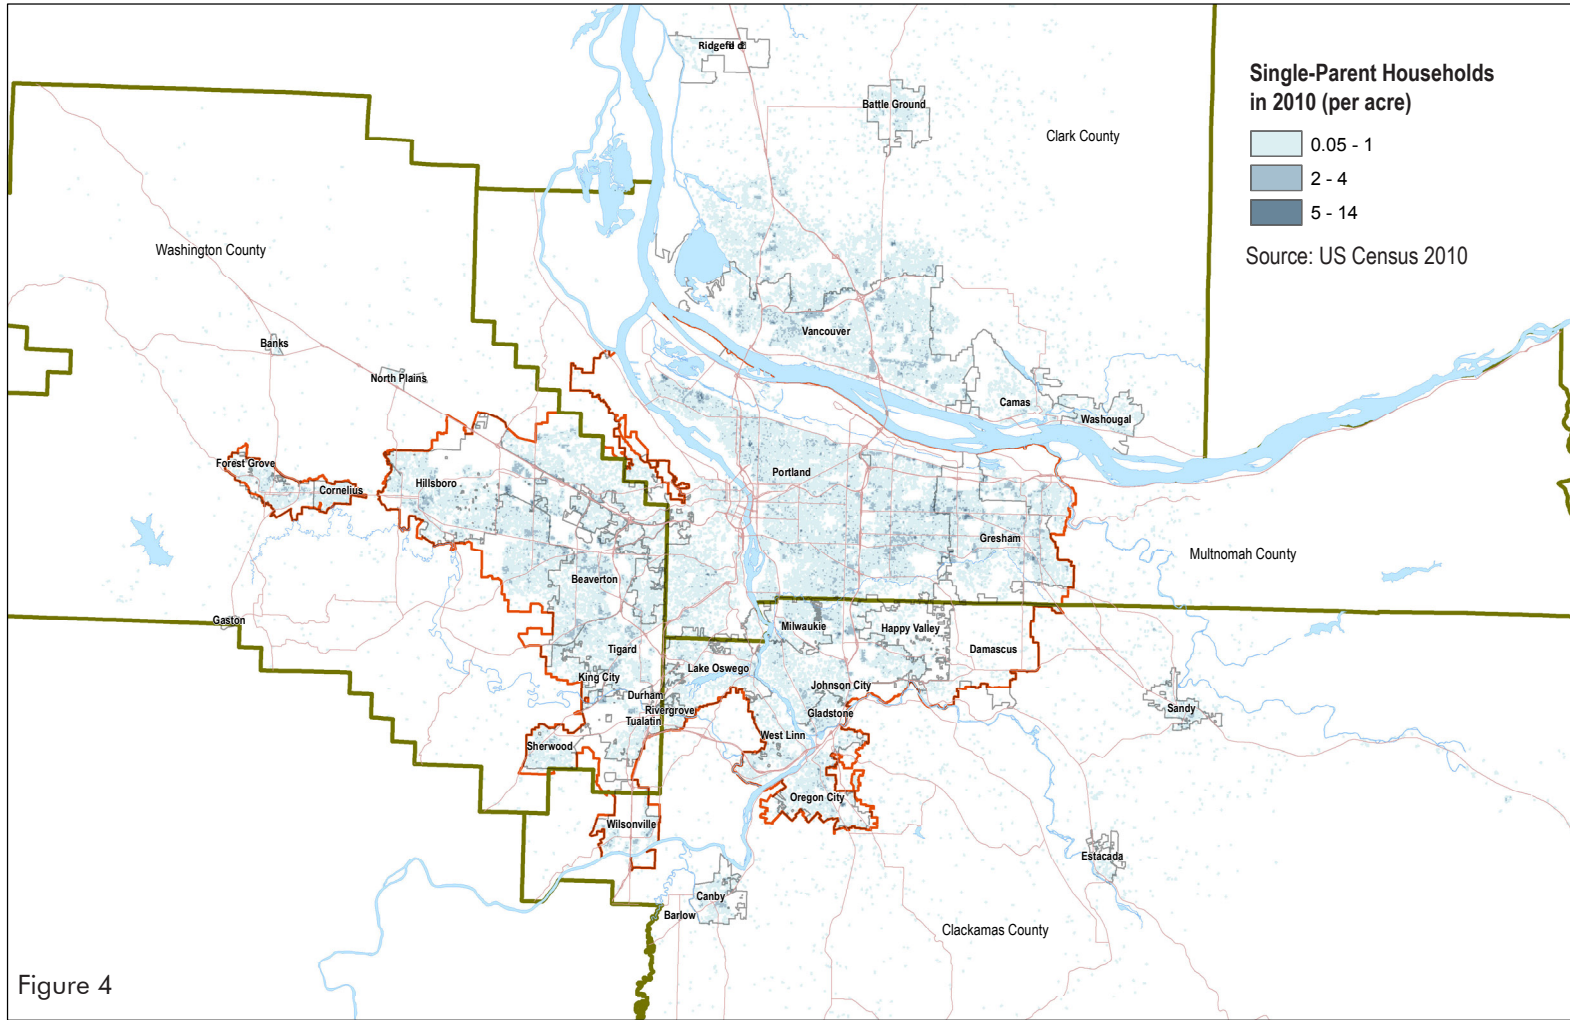 Ridgefil d
Battle Ground
Clark County
Single-Parent Households
in 2010 (per acre)
0.05 - 1
2 - 4
5 - 14
Source: US Census 2010
Washington County
Vancouver
Banks
North Plains
Camas
Washougal
Forest Grove
Cornelius
Hillsboro
Portland
Gresham
Multnomah County
Beaverton
Gaston
Milwaukie
Happy Valley
Damascus
Tigard
Lake Oswego
King City
Johnson City
Durham
Rivergrove
Gladstone
Sandy
Tualatin
West Linn
Sherwood
Oregon City
Wilsonville
Estacada
Canby
Barlow
Clackamas County
Figure 4